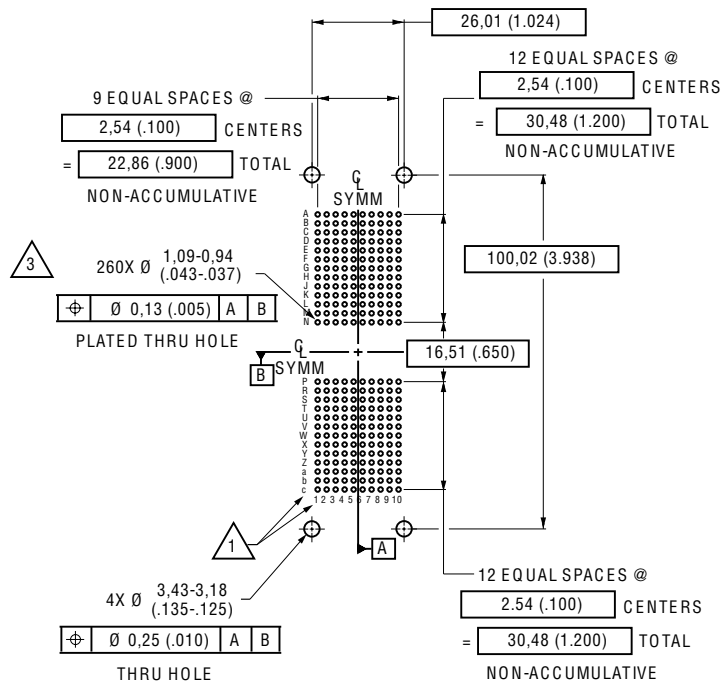 26,01 (1.024)
12 EQUAL SPACES @
2,54 (.100) CENTERS
= 30,48 (1.200) TOTAL
NON-ACCUMULATIVE
9 EQUAL SPACES @
2,54 (.100) CENTERS
= 22,86 (.900) TOTAL
NON-ACCUMULATIVE
CL
SYMM
A
B
C
D
E
F
G
H
J
K
L
M
N
3
260X Ø 1,09-0,94
(.043-.037)
⌖ Ø 0,13 (.005) A B
PLATED THRU HOLE
100,02 (3.938)
CL
SYMM
B
16,51 (.650)
P
R
S
T
U
V
W
X
Y
Z
a
b
c
1 2 3 4 5 6 7 8 9 10
1
A
4X Ø 3,43-3,18
(.135-.125)
⌖ Ø 0,25 (.010) A B
THRU HOLE
12 EQUAL SPACES @
2.54 (.100) CENTERS
= 30,48 (1.200) TOTAL
NON-ACCUMULATIVE